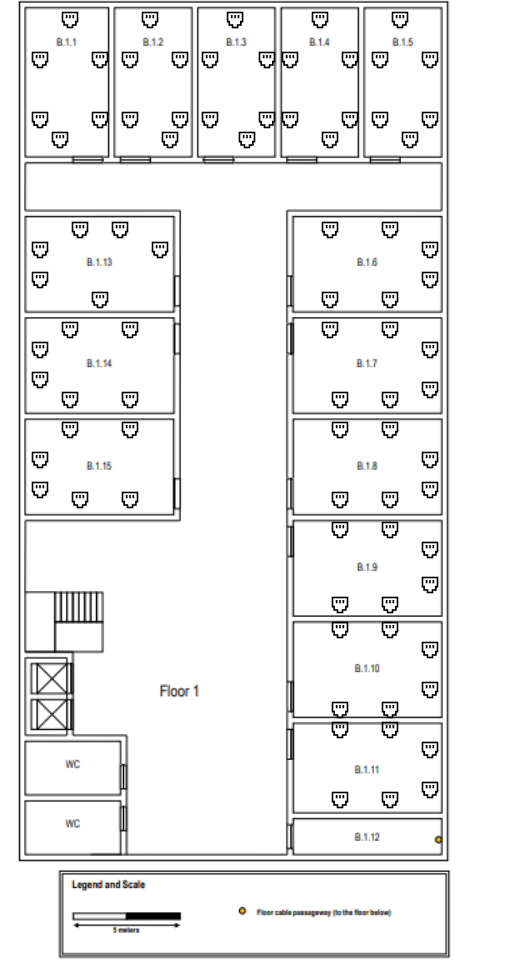 B.1.1
B.1.2
B.1.3
B.1.4
B.1.5
B.1.13
B.1.6
B.1.14
B.1.7
B.1.15
B.1.8
B.1.9
B.1.10
Floor 1
B.1.11
WC
WC
B.1.12
Legend and Scale
Floor cable passageway (to the floor below)
5 meters